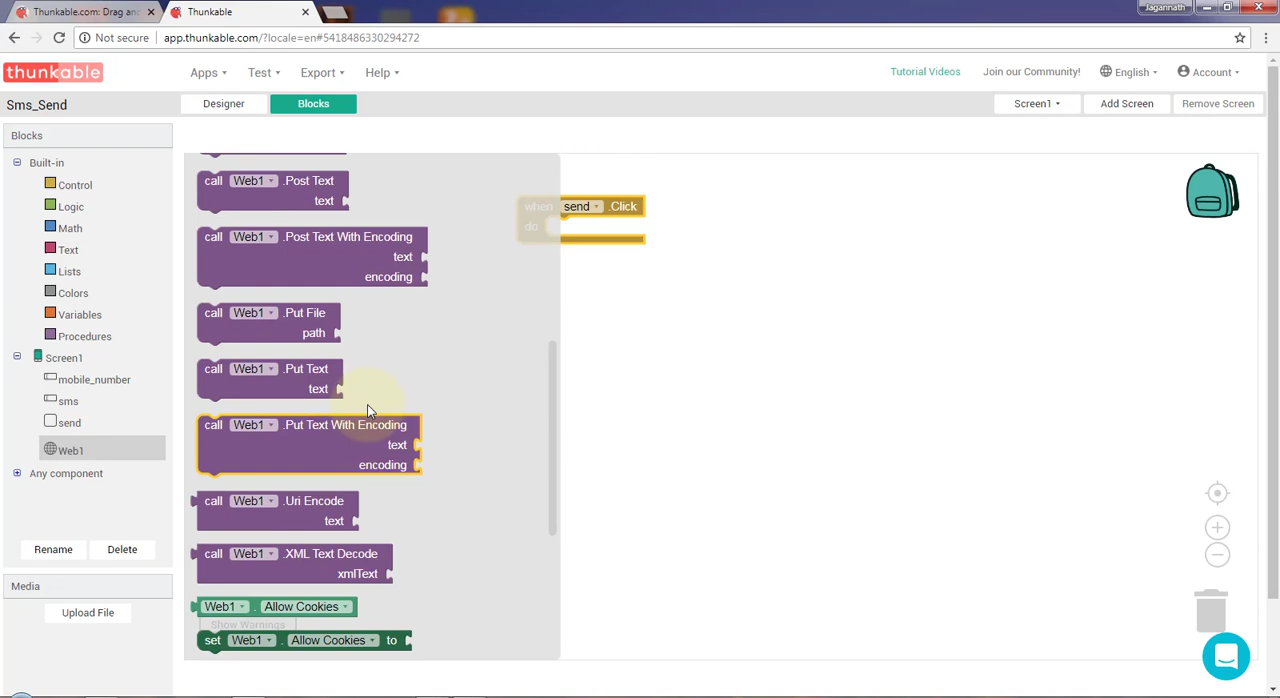 Thunkable.com: Drag an
Thunkable
Jagannath
Not secure
app.thunkable.com/?locale=en#5418486330294272
thunkable
Apps
Test
Export
Help
Tutorial Videos
Join our Community!
English
Account
Sms_Send
Designer
Blocks
Screen1
Add Screen
Remove Screen
Blocks
Built-in
Control
Logic
Math
Text
Lists
Colors
Variables
Procedures
Screen1
mobile_number
sms
send
Web1
Any component
Rename
Delete
Media
Upload File
call Web1 .Post Text
text
call Web1 .Post Text With Encoding
text
encoding
call Web1 .Put File
path
call Web1 .Put Text
text
call Web1 .Put Text With Encoding
text
encoding
call Web1 .Uri Encode
text
call Web1 .XML Text Decode
xmlText
Web1 . Allow Cookies
Show Warnings
set Web1 . Allow Cookies to
when send .Click
do